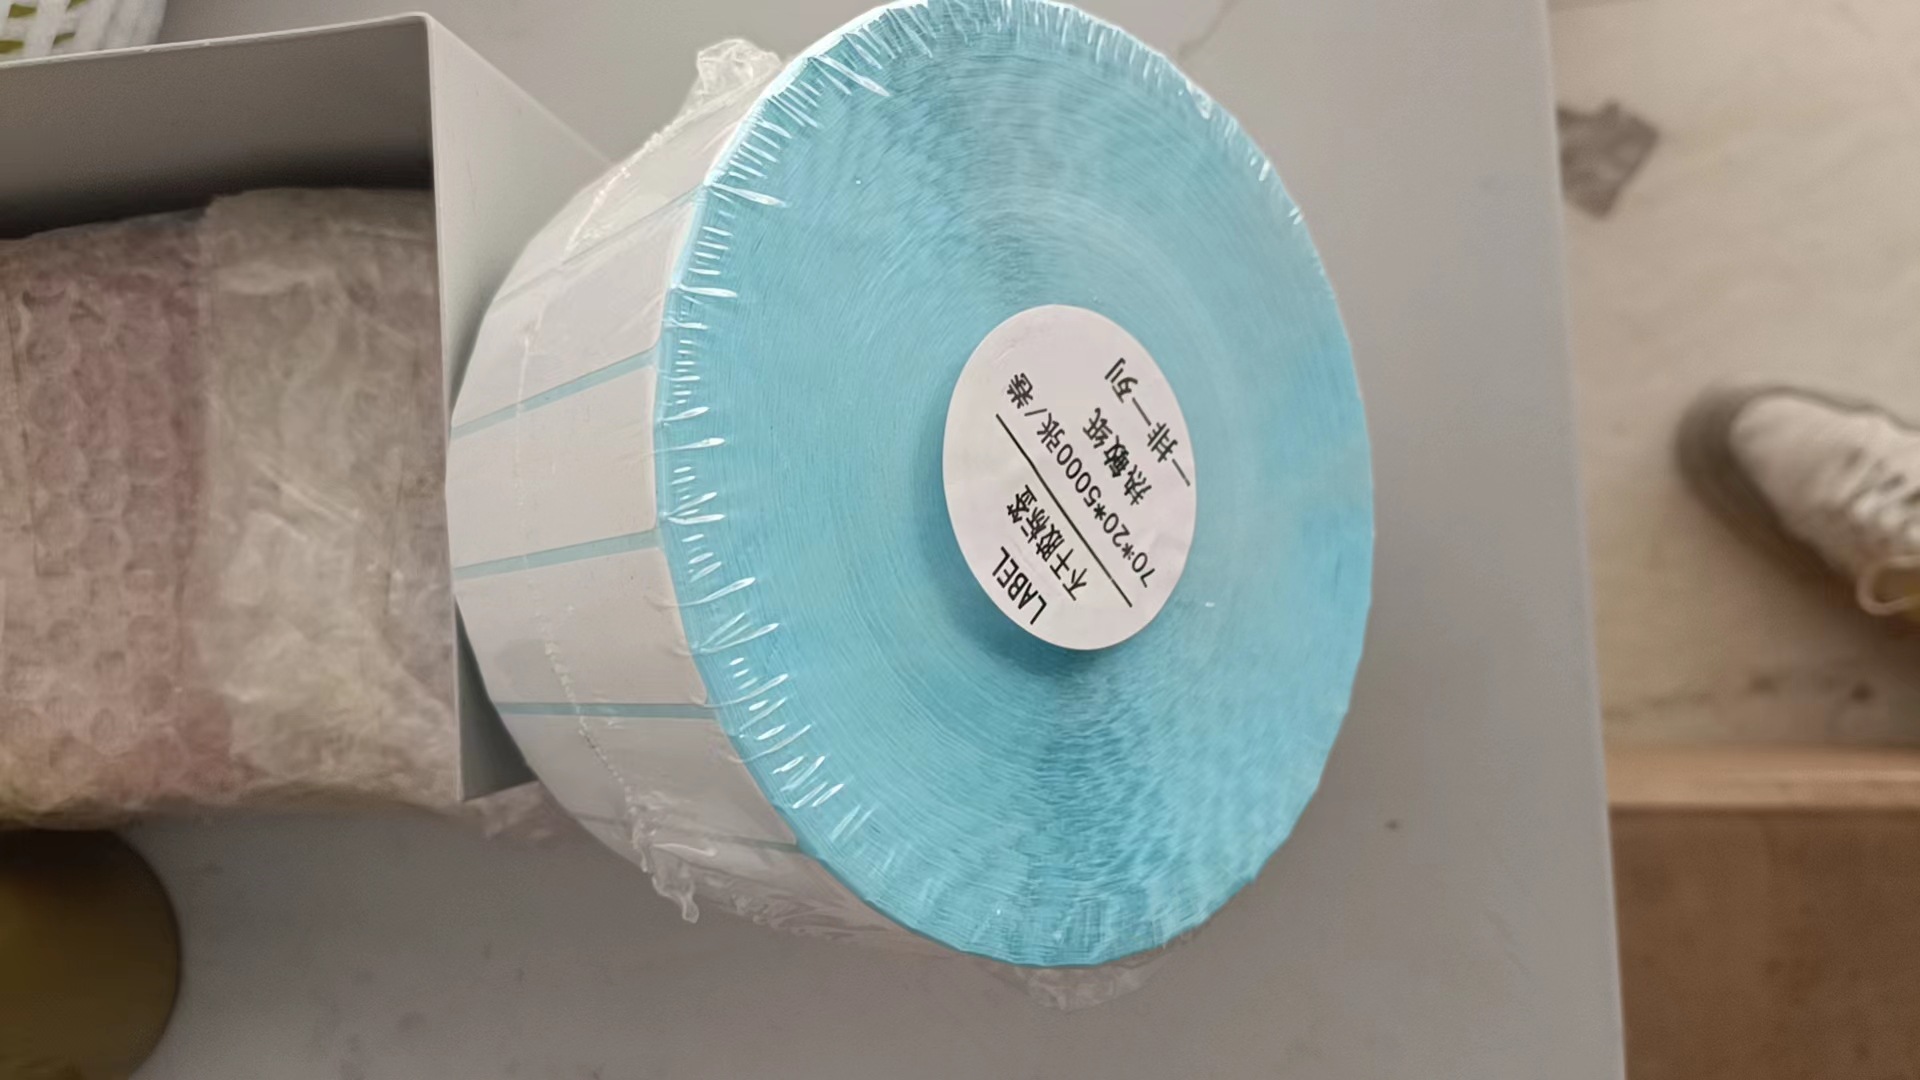 LABEL
不干胶标签
70*20*5000张/卷
热敏纸
一排一列